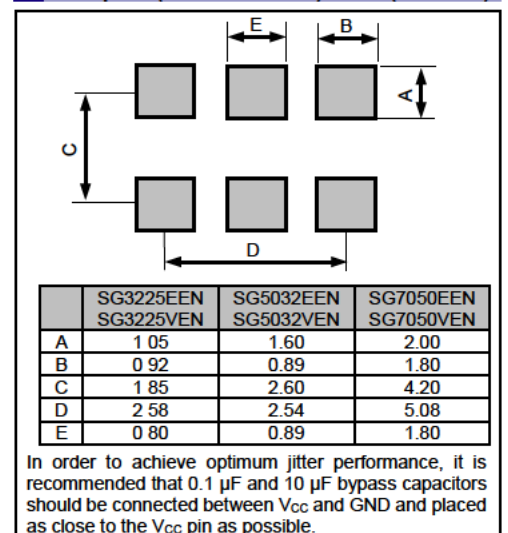 E
B
A
C
D
SG3225EEN SG5032EEN SG7050EEN
SG3225VEN SG5032VEN SG7050VEN
A 1 05 1.60 2.00
B 0 92 0.89 1.80
C 1 85 2.60 4.20
D 2 58 2.54 5.08
E 0 80 0.89 1.80
In order to achieve optimum jitter performance, it is
recommended that 0.1 µF and 10 µF bypass capacitors
should be connected between VCC and GND and placed
as close to the VCC pin as possible.